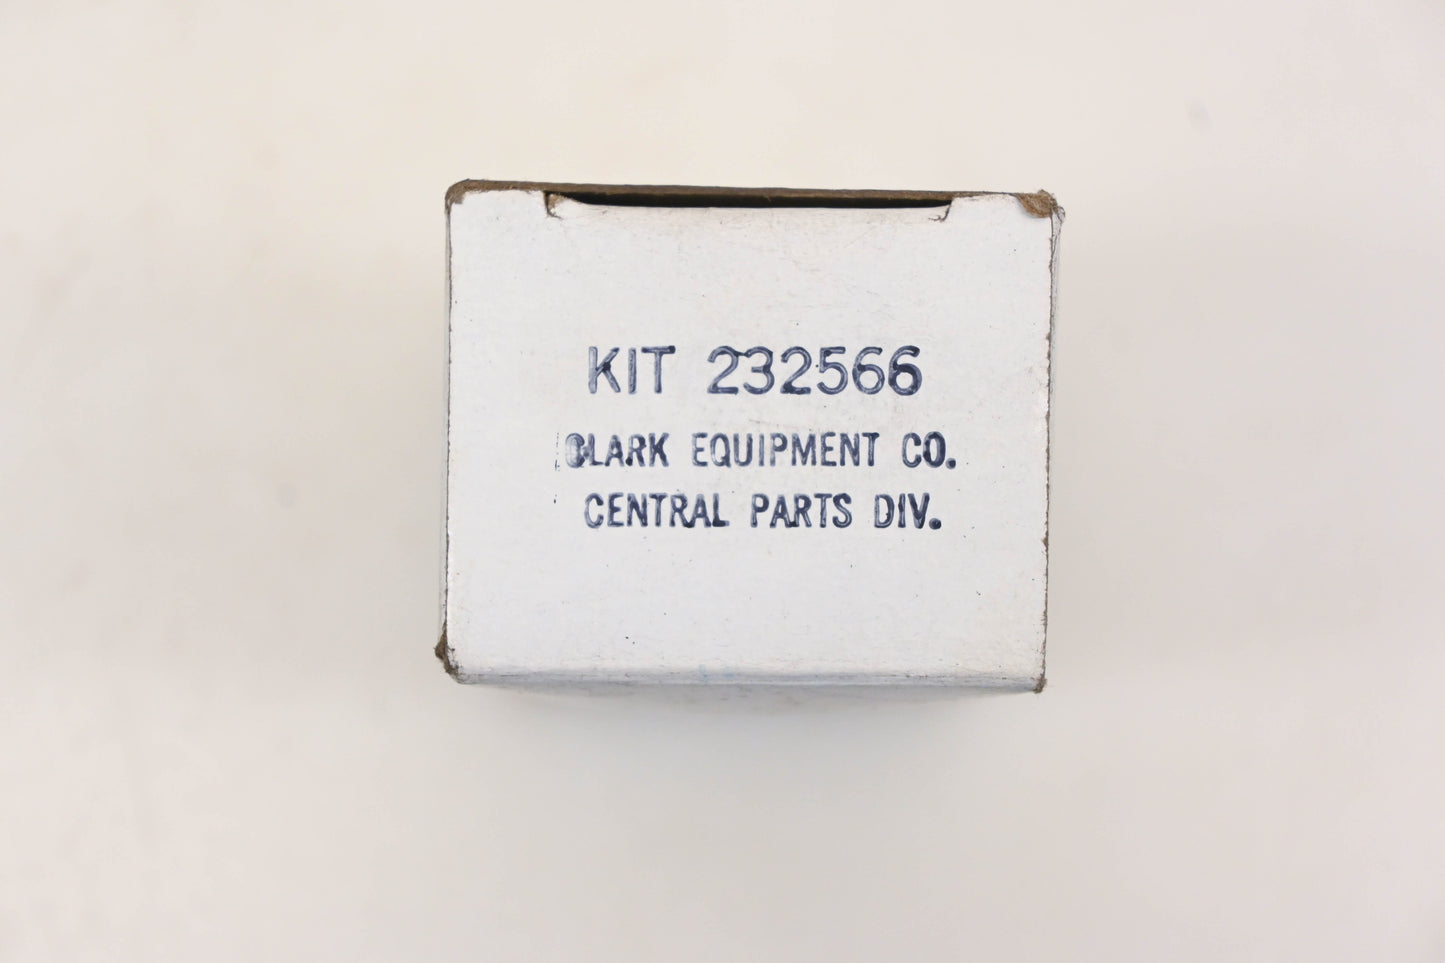 KIT 232566
CLARK EQUIPMENT CO.
CENTRAL PARTS DIV.